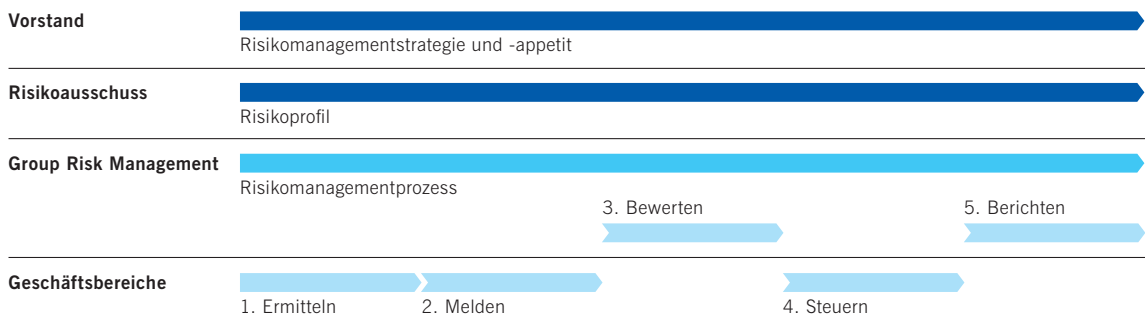 Vorstand
Risikomanagementstrategie und -appetit
Risikoausschuss
Risikoprofil
Group Risk Management
Risikomanagementprozess
3. Bewerten
5. Berichten
Geschäftsbereiche
1. Ermitteln
2. Melden
4. Steuern